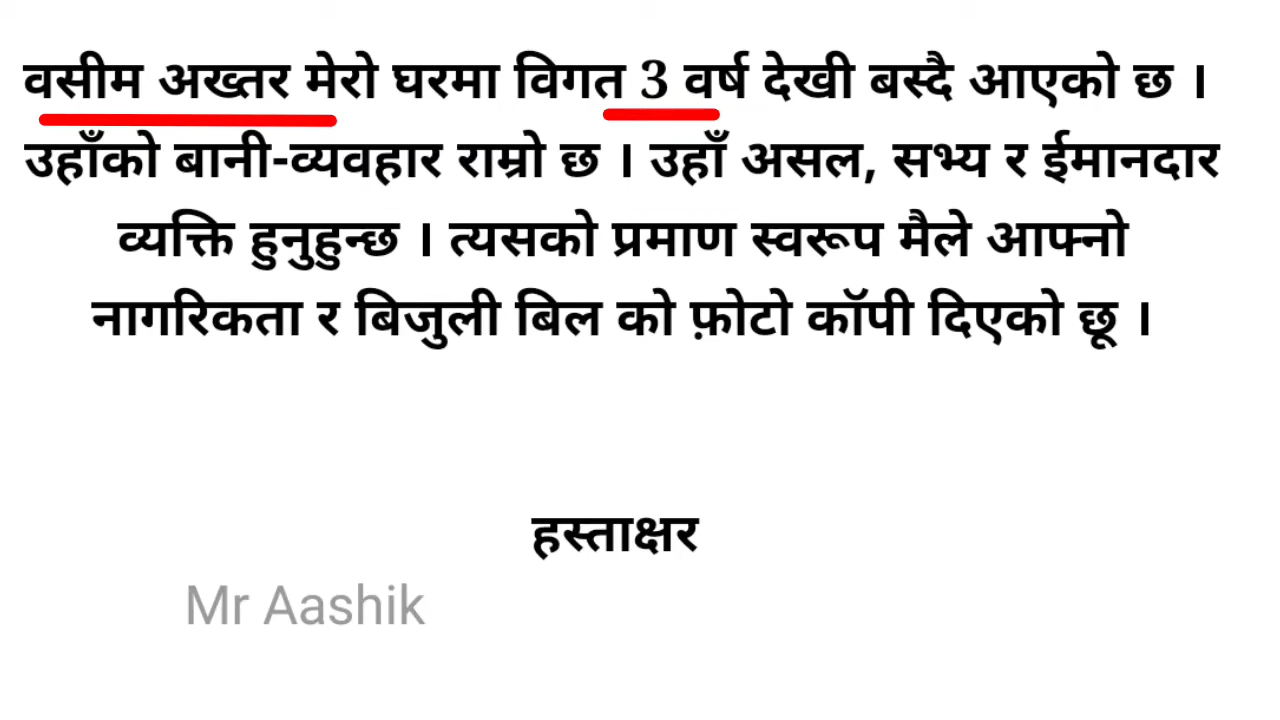 वसीम अख्तर मेरो घरमा विगत 3 वर्ष देखी बस्दै आएको छ ।
उहाँको बानी-व्यवहार राम्रो छ । उहाँ असल, सभ्य र ईमानदार
व्यक्ति हुनुहुन्छ । त्यसको प्रमाण स्वरूप मैले आफ्नो
नागरिकता र बिजुली बिल को फ़ोटो कॉपी दिएको छू ।
हस्ताक्षर
Mr Aashik